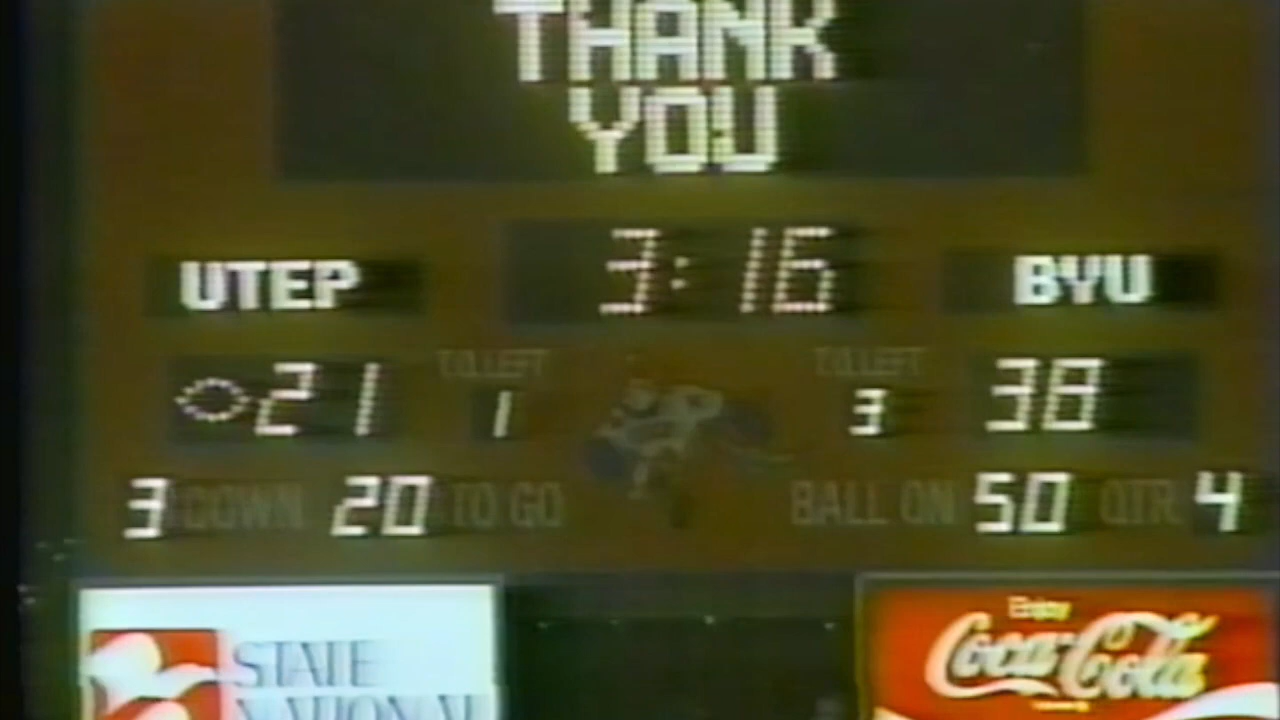 THANK
YOU
3:16
UTEP
BYU
21
T.O. LEFT
1
T.O. LEFT
3
38
3 DOWN 20 TO GO
BALL ON 50 QTR 4
STATE
NATIONAL
Enjoy
Coca-Cola